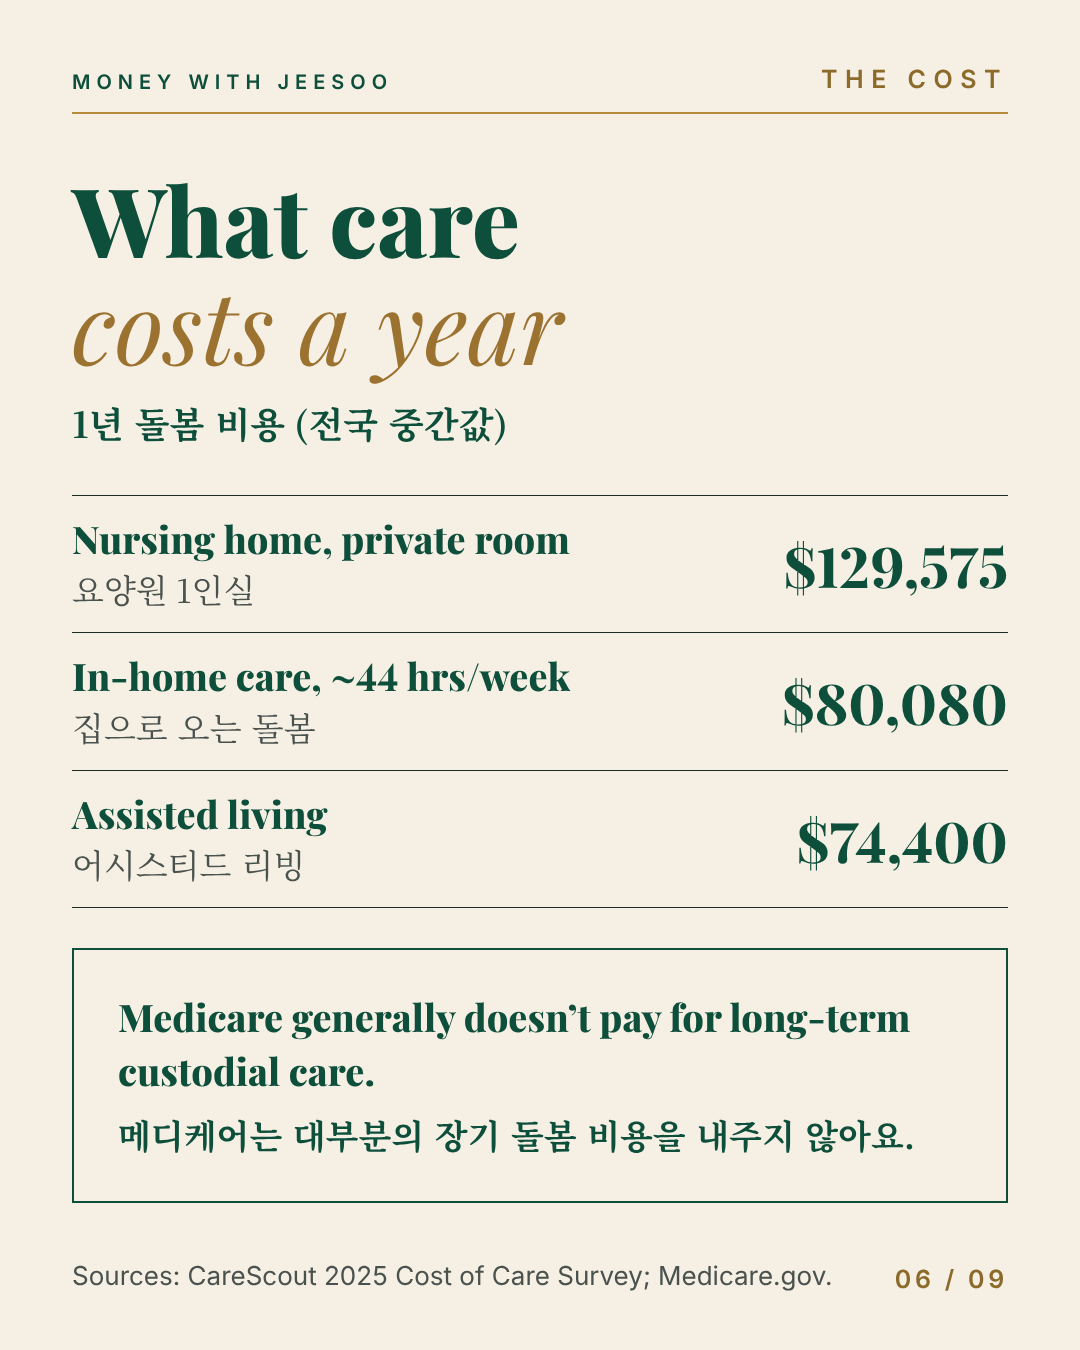 MONEY WITH JEESOO
THE COST
What care
costs a year
1년 돌봄 비용 (전국 중간값)
Nursing home, private room
요양원 1인실
$129,575
In-home care, ~44 hrs/week
집으로 오는 돌봄
$80,080
Assisted living
어시스티드 리빙
$74,400
Medicare generally doesn’t pay for long-term
custodial care.
메디케어는 대부분의 장기 돌봄 비용을 내주지 않아요.
Sources: CareScout 2025 Cost of Care Survey; Medicare.gov.
06 / 09